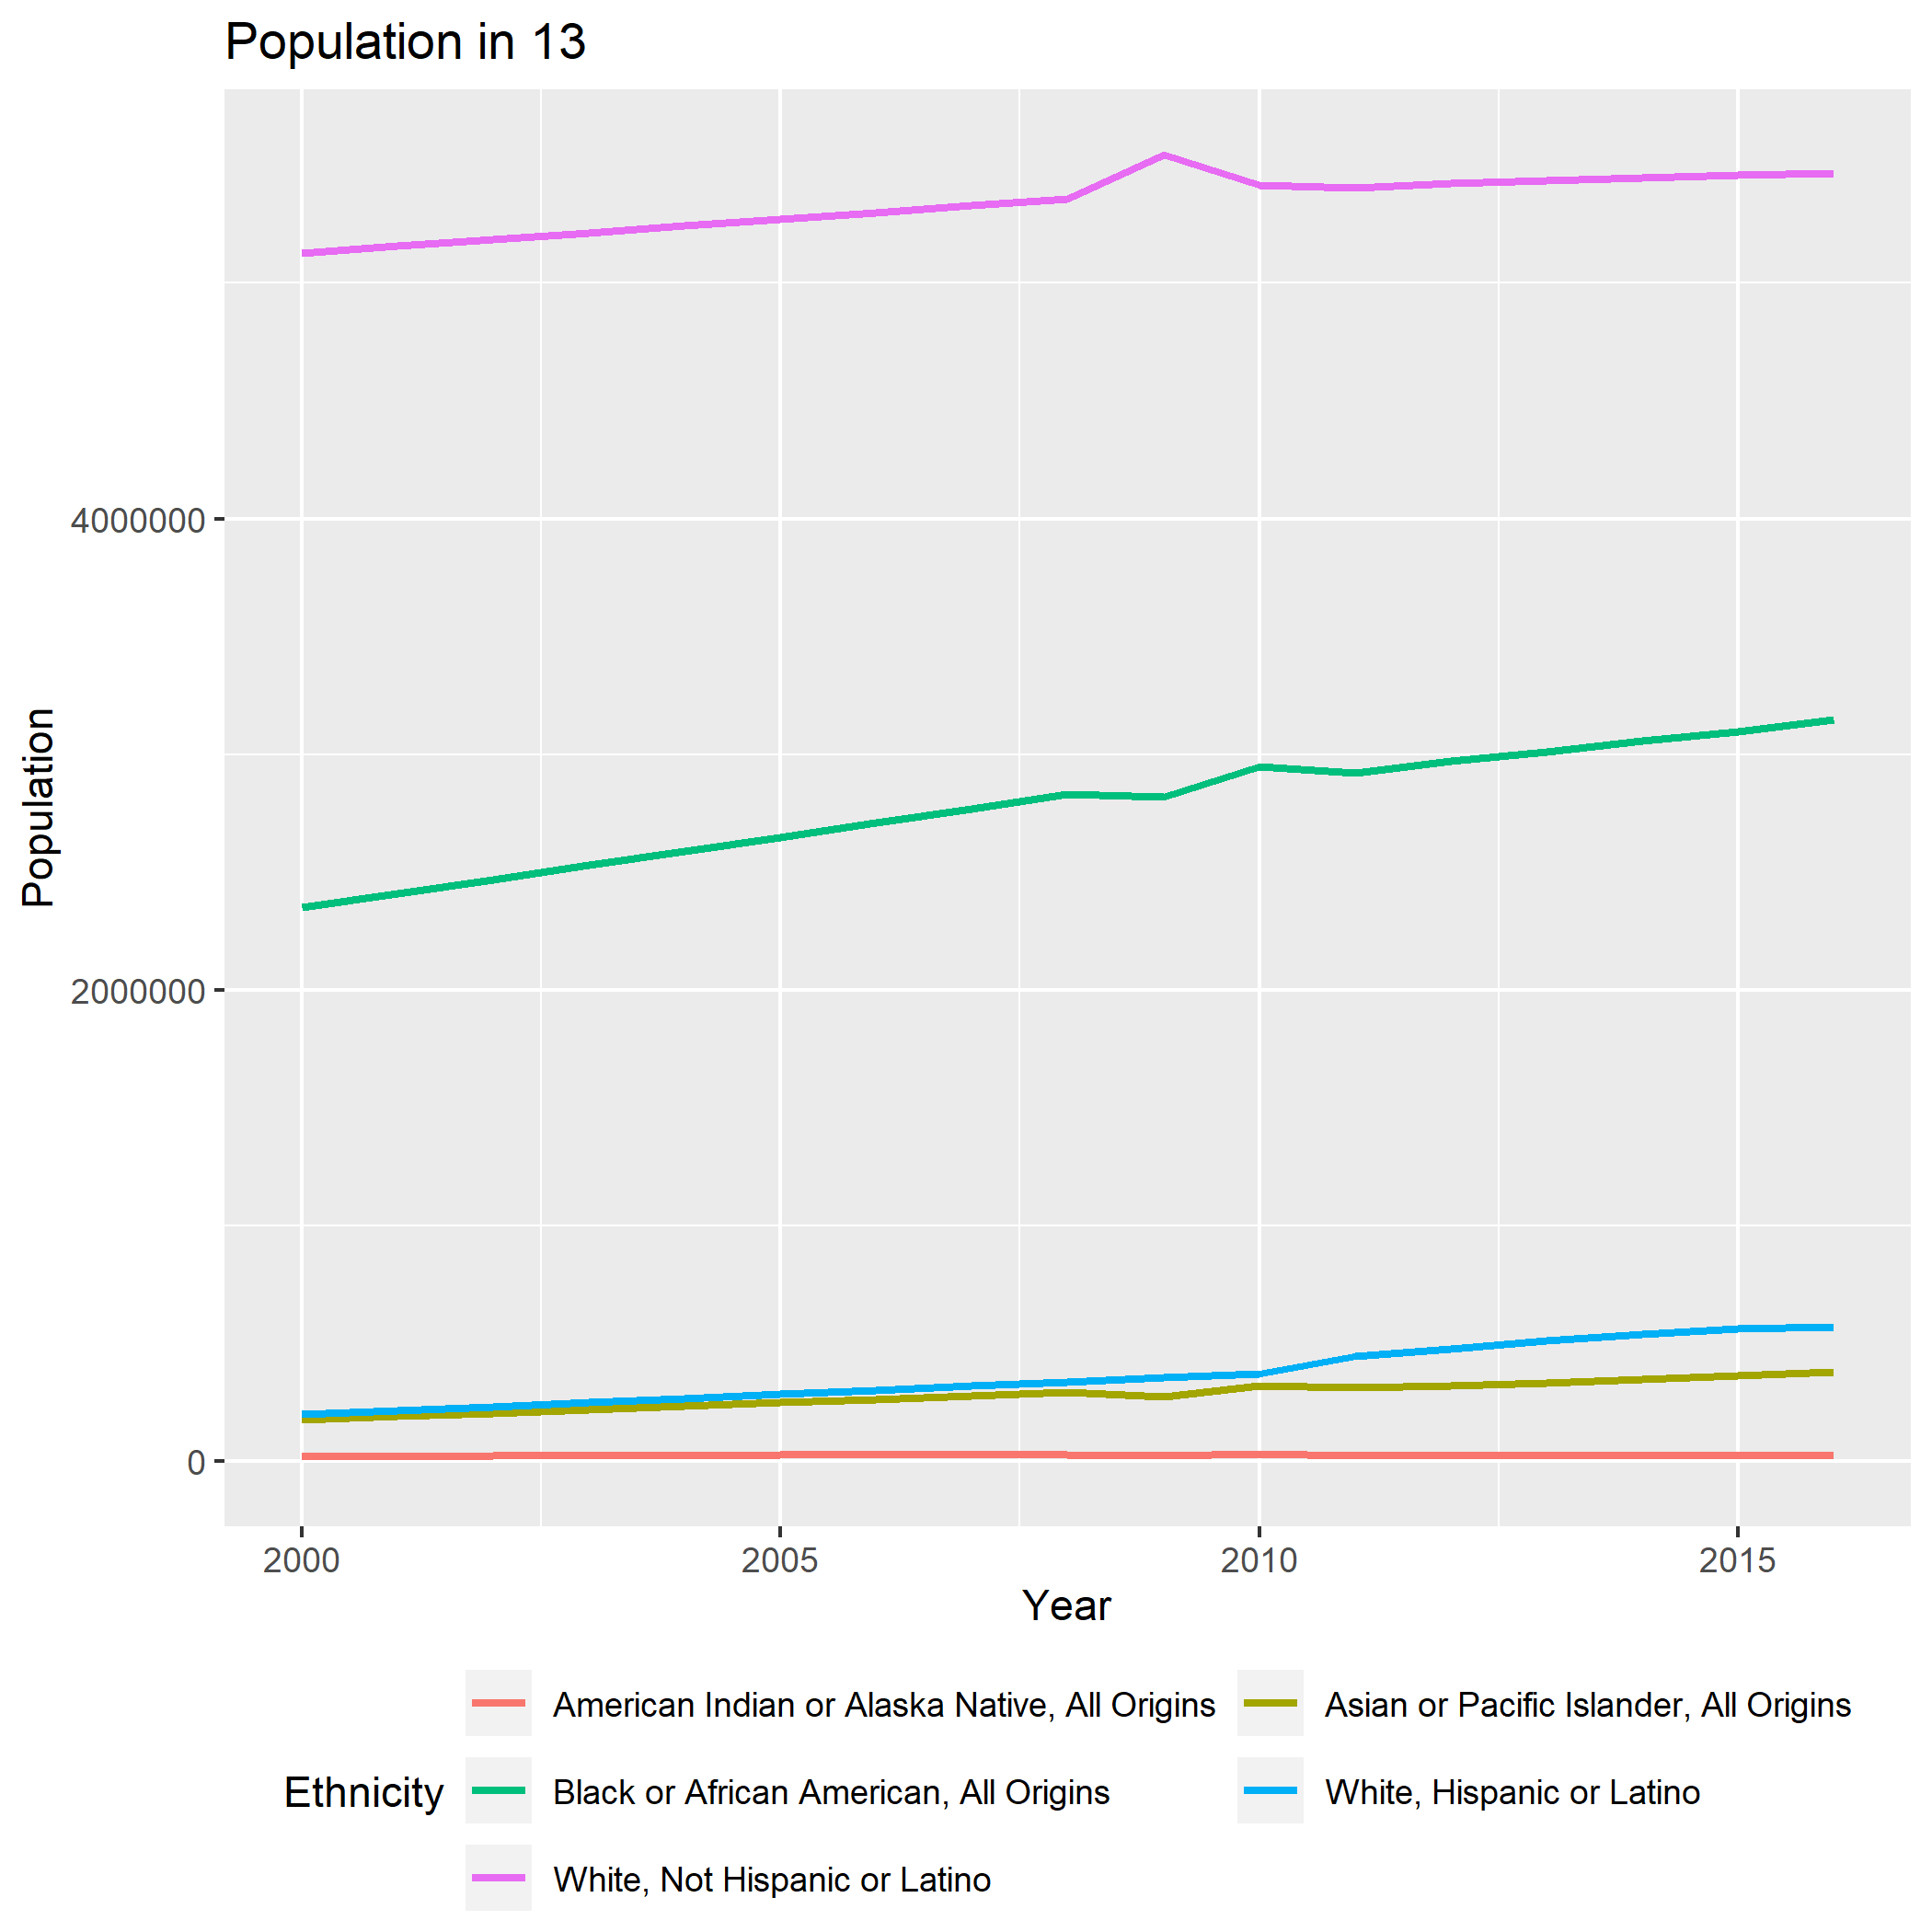 Population in 13
Population
4000000
2000000
0
2000 2005 2010 2015
Year
Ethnicity
American Indian or Alaska Native, All Origins
Asian or Pacific Islander, All Origins
Black or African American, All Origins
White, Hispanic or Latino
White, Not Hispanic or Latino